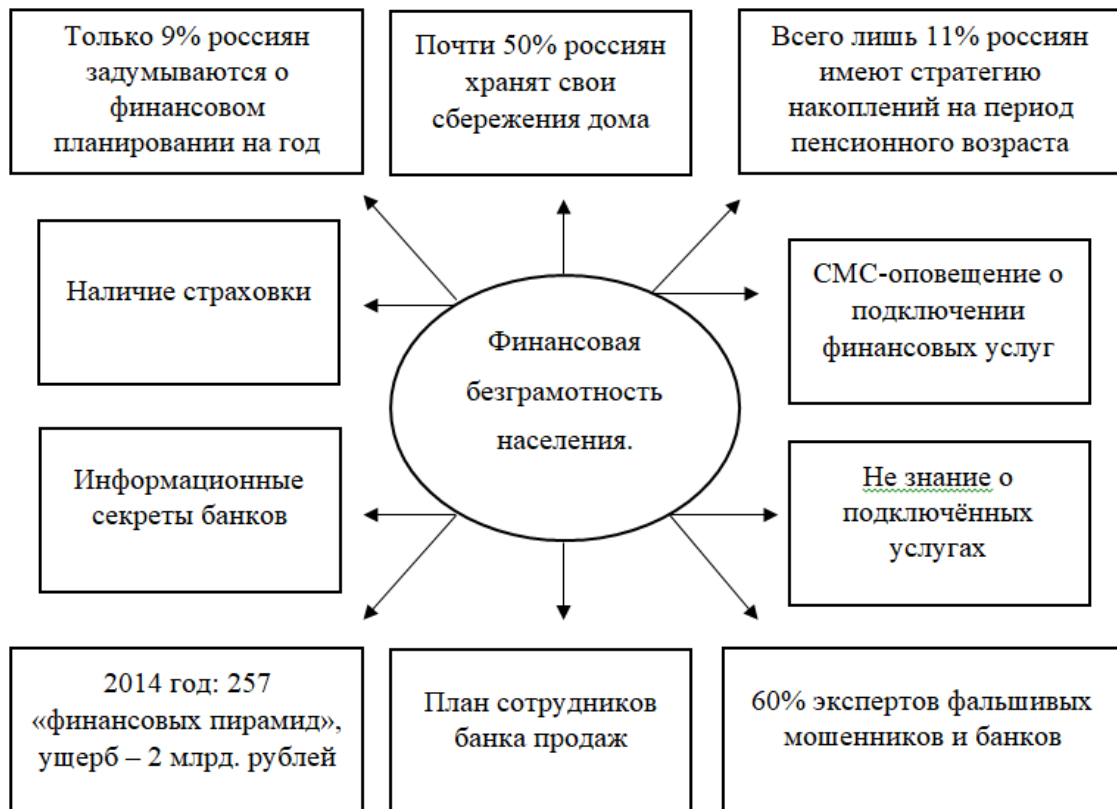 Только 9% россиян
задумываются о
финансовом
планировании на год
Почти 50% россиян
хранят свои
сбережения дома
Всего лишь 11% россиян
имеют стратегию
накоплений на период
пенсионного возраста
Наличие страховки
СМС-оповещение о
подключении
финансовых услуг
Финансовая
безграмотность
населения.
Информационные
секреты банков
Не знание о
подключённых
услугах
2014 год: 257
«финансовых пирамид»,
ущерб – 2 млрд. рублей
План сотрудников
банка продаж
60% экспертов фальшивых
мошенников и банков